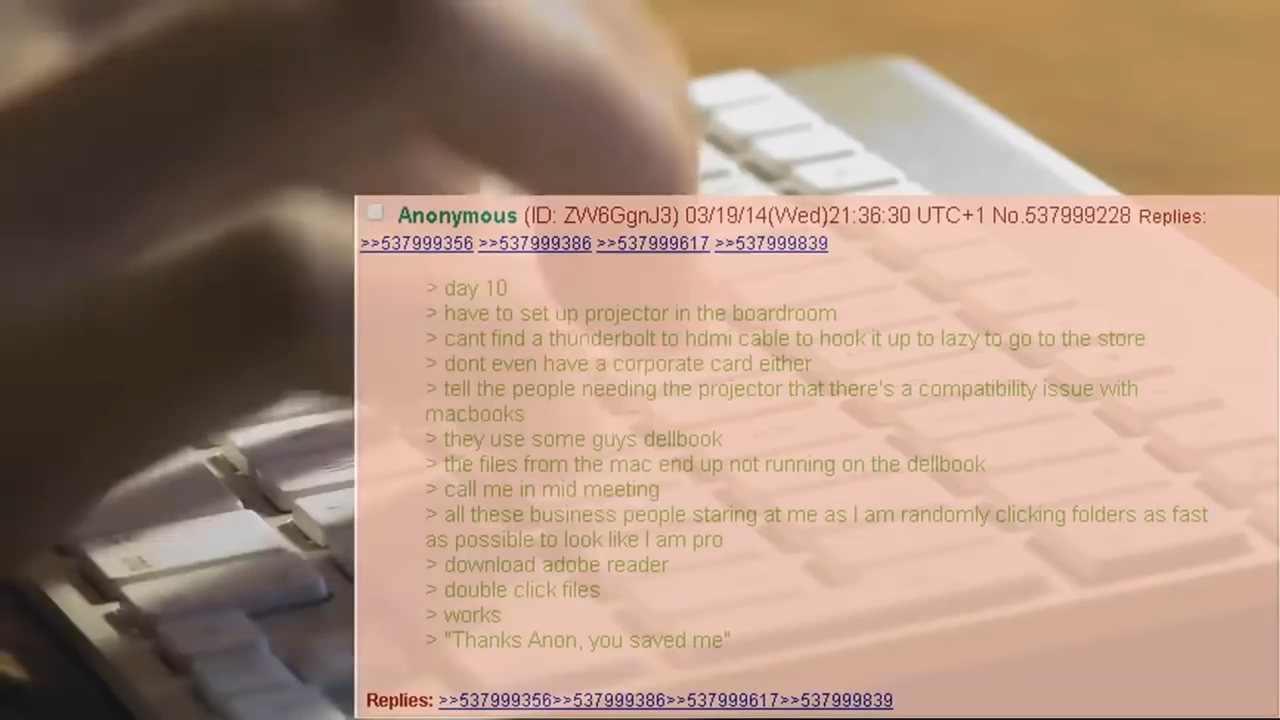 Anonymous (ID: ZW6GgnJ3) 03/19/14(Wed)21:36:30 UTC+1 No.537999228 Replies:
>>537999356 >>537999386 >>537999617 >>537999839
> day 10
> have to set up projector in the boardroom
> cant find a thunderbolt to hdmi cable to hook it up to lazy to go to the store
> dont even have a corporate card either
> tell the people needing the projector that there's a compatibility issue with
macbooks
> they use some guys dellbook
> the files from the mac end up not running on the dellbook
> call me in mid meeting
> all these business people staring at me as I am randomly clicking folders as fast
as possible to look like I am pro
> download adobe reader
> double click files
> works
> "Thanks Anon, you saved me"
Replies: >>537999356>>537999386>>537999617>>537999839